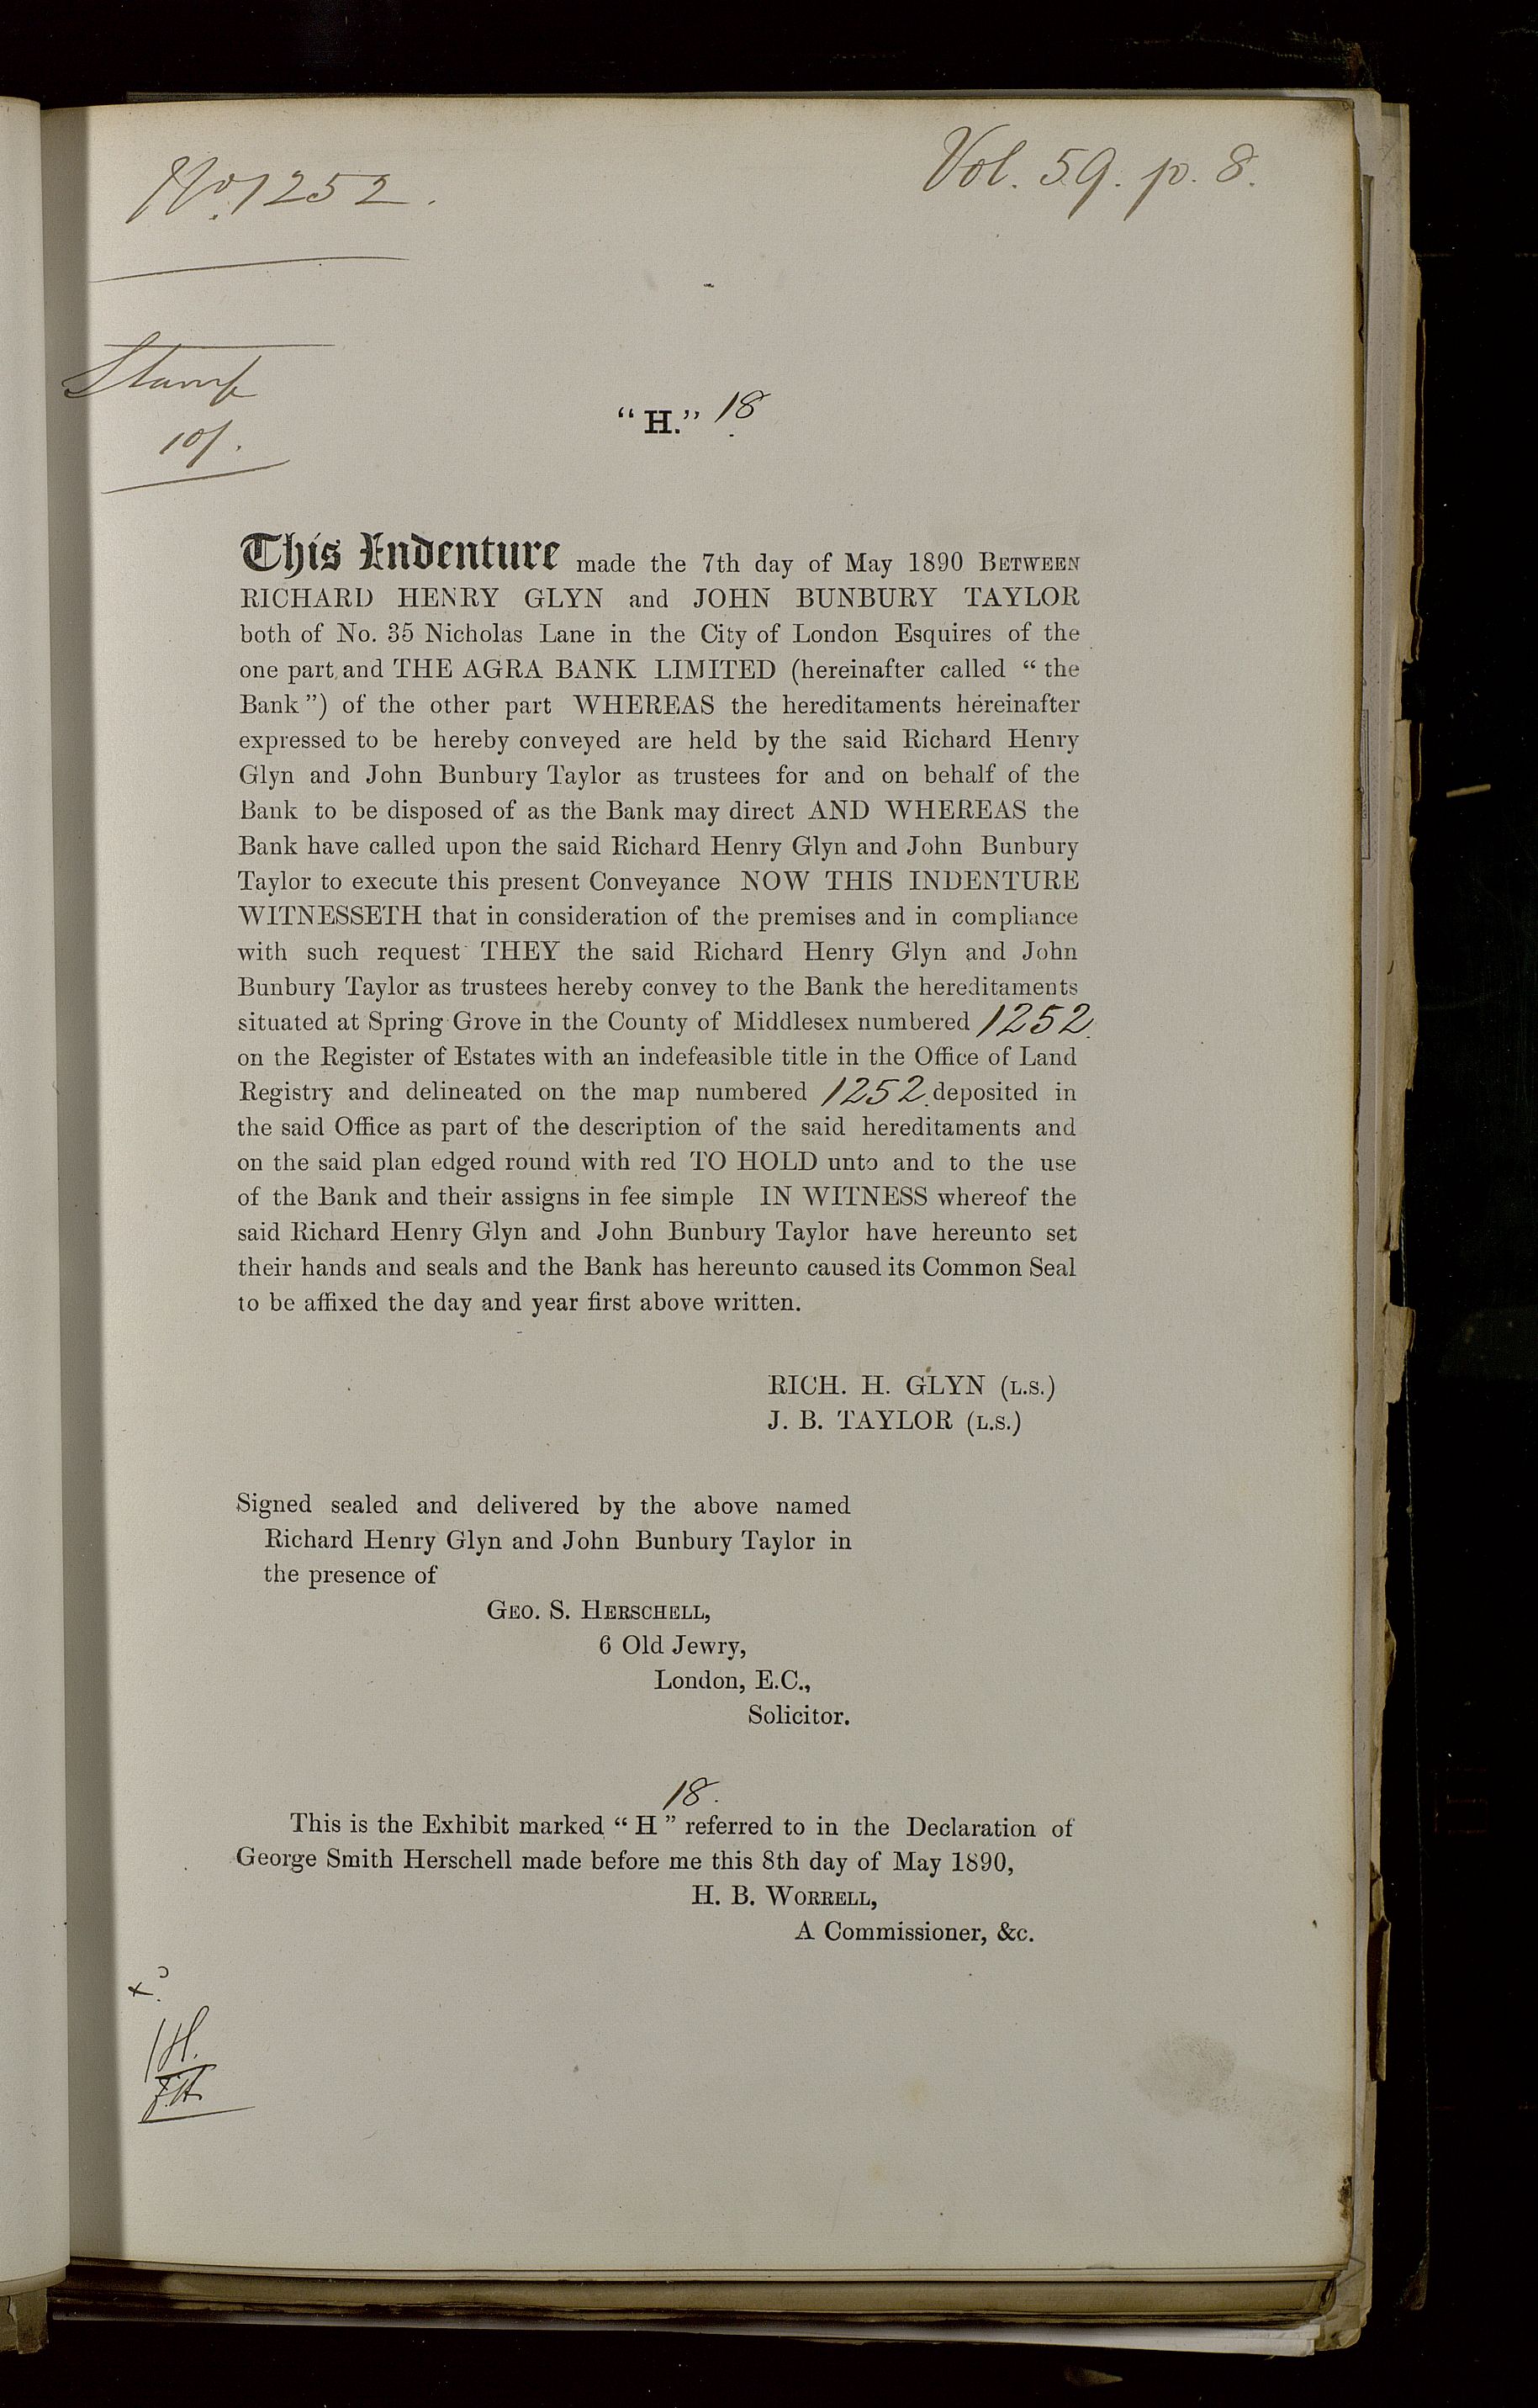 No. 1252.
Vol. 59. p. 8.
Stamp
10/.
"H." 18
This Indenture made the 7th day of May 1890 BETWEEN
RICHARD HENRY GLYN and JOHN BUNBURY TAYLOR
both of No. 35 Nicholas Lane in the City of London Esquires of the
one part and THE AGRA BANK LIMITED (hereinafter called "the
Bank") of the other part WHEREAS the hereditaments hereinafter
expressed to be hereby conveyed are held by the said Richard Henry
Glyn and John Bunbury Taylor as trustees for and on behalf of the
Bank to be disposed of as the Bank may direct AND WHEREAS the
Bank have called upon the said Richard Henry Glyn and John Bunbury
Taylor to execute this present Conveyance NOW THIS INDENTURE
WITNESSETH that in consideration of the premises and in compliance
with such request THEY the said Richard Henry Glyn and John
Bunbury Taylor as trustees hereby convey to the Bank the hereditaments
situated at Spring Grove in the County of Middlesex numbered 1252
on the Register of Estates with an indefeasible title in the Office of Land
Registry and delineated on the map numbered 1252 deposited in
the said Office as part of the description of the said hereditaments and
on the said plan edged round with red TO HOLD unto and to the use
of the Bank and their assigns in fee simple IN WITNESS whereof the
said Richard Henry Glyn and John Bunbury Taylor have hereunto set
their hands and seals and the Bank has hereunto caused its Common Seal
to be affixed the day and year first above written.
RICH. H. GLYN (L.S.)
J. B. TAYLOR (L.S.)
Signed sealed and delivered by the above named
Richard Henry Glyn and John Bunbury Taylor in
the presence of
GEO. S. HERSCHELL,
6 Old Jewry,
London, E.C.,
Solicitor.
18.
This is the Exhibit marked "H" referred to in the Declaration of
George Smith Herschell made before me this 8th day of May 1890,
H. B. WORRELL,
A Commissioner, &c.